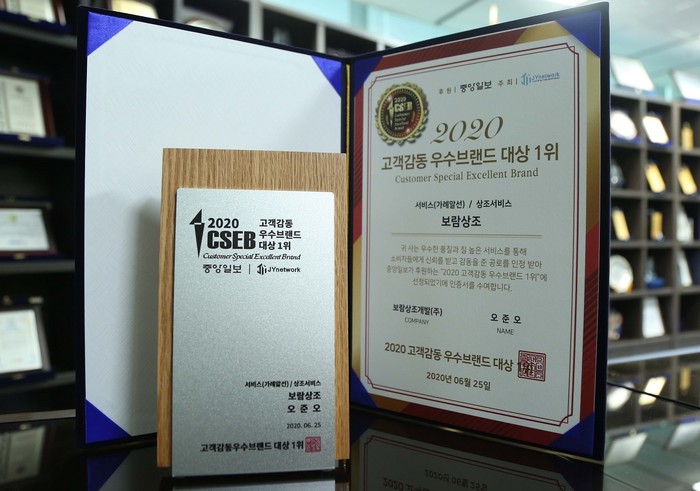 2020
CSEB
고객감동
우수브랜드
대상 1위
Customer Special Excellent Brand
중앙일보 | JYnetwork
서비스(가례알선) / 상조서비스
보람상조
오 준 오
2020. 06. 25
고객감동우수브랜드 대상 1위
후원 | 중앙일보 주최 | JYnetwork
2020
CSEB
2020
고객감동 우수브랜드 대상 1위
Customer Special Excellent Brand
서비스(가례알선) / 상조서비스
보람상조
귀 사는 우수한 품질과 질 높은 서비스를 통해
소비자들에게 신뢰를 받고 감동을 준 공로를 인정 받아
중앙일보가 후원하는 "2020 고객감동 우수브랜드 1위"에
선정되었기에 인증서를 수여합니다.
보람상조개발(주)
COMPANY
오 준 오
NAME
2020 고객감동 우수브랜드 대상
2020년 06월 25일